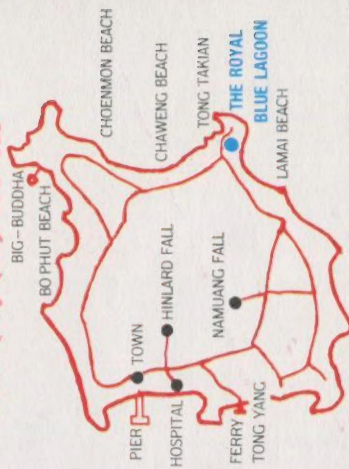 BIG-BUDDHA
BO PHUT BEACH
CHOENMON BEACH
CHAWENG BEACH
TONG TAKIAN
THE ROYAL
BLUE LAGOON
LAMAI BEACH
PIER
TOWN
HOSPITAL
HINLARD FALL
NAMUANG FALL
FERRY
TONG YANG